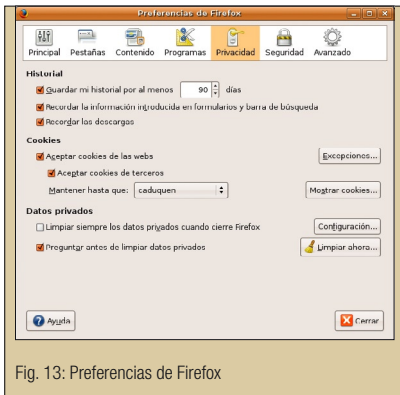 Preferencias de Firefox
Principal Pestañas Contenido Programas Privacidad Seguridad Avanzado
Historial
Guardar mi historial por al menos 90 días
Recordar la información introducida en formularios y barra de búsqueda
Recordar las descargas
Cookies
Aceptar cookies de las webs Excepciones...
Aceptar cookies de terceros
Mantener hasta que: caduquen Mostrar cookies...
Datos privados
Limpiar siempre los datos privados cuando cierre Firefox Configuración...
Preguntar antes de limpiar datos privados Limpiar ahora...
Ayuda Cerrar
Fig. 13: Preferencias de Firefox